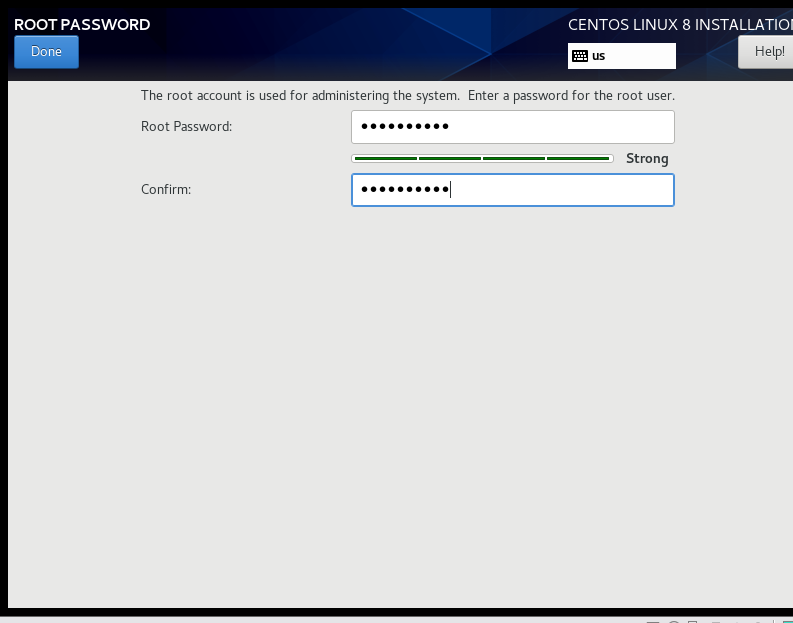 ROOT PASSWORD
CENTOS LINUX 8 INSTALLATION
Done
us
Help!
The root account is used for administering the system.  Enter a password for the root user.
Root Password:
●●●●●●●●●●
Strong
Confirm:
●●●●●●●●●●